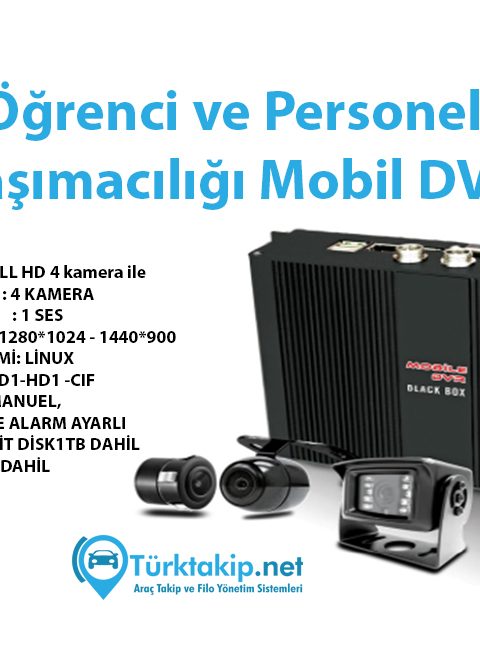 Öğrenci ve Personel
aşımacılığı Mobil DV
LL HD 4 kamera ile
: 4 KAMERA
: 1 SES
1280*1024 - 1440*900
Mİ: LİNUX
D1-HD1 -CIF
MANUEL,
E ALARM AYARLI
İT DİSK1TB DAHİL
DAHİL
MOBILE
DVR
BLACK BOX
Türktakip.net
Araç Takip ve Filo Yönetim Sistemleri